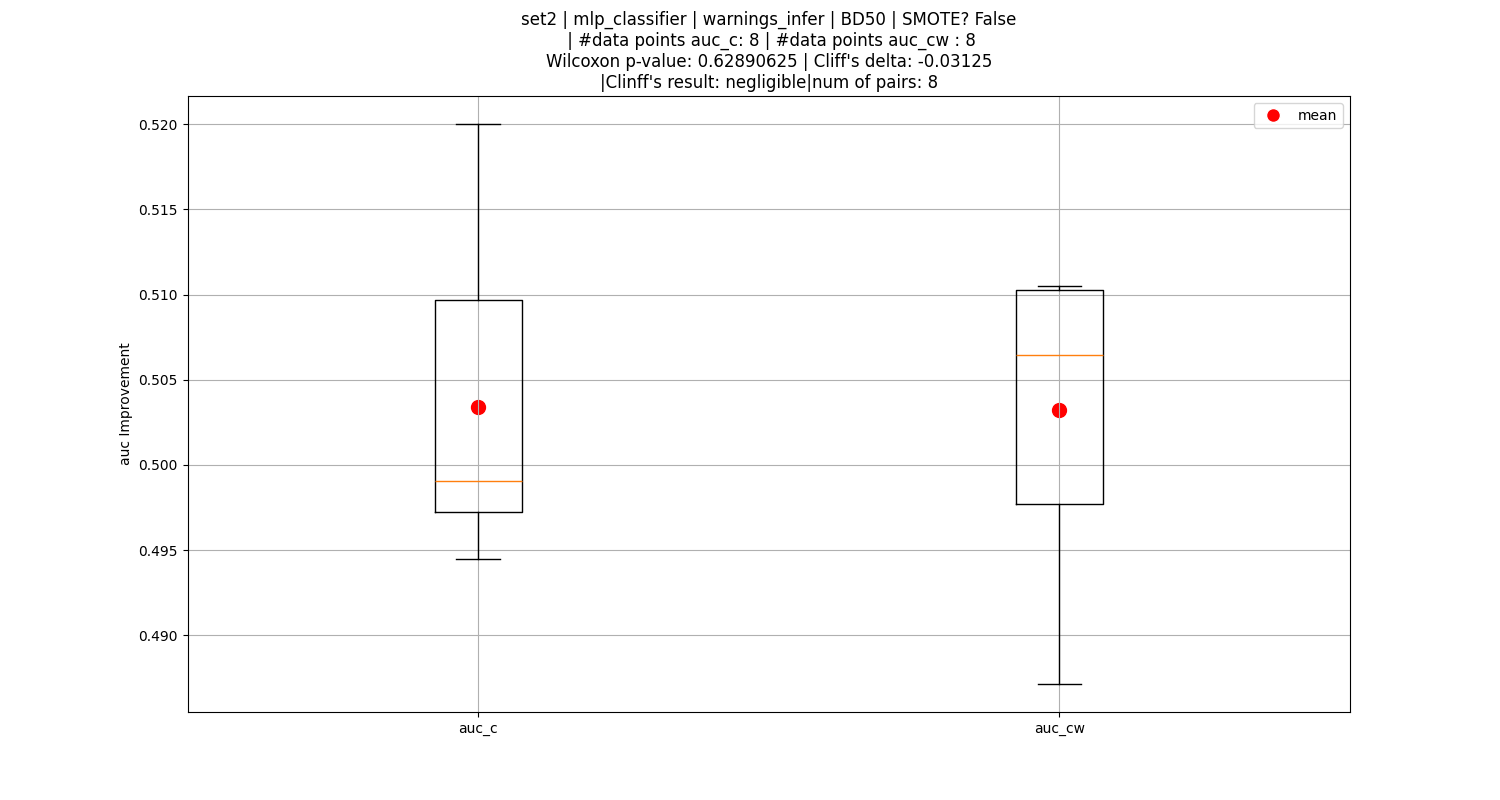 set2 | mlp_classifier | warnings_infer | BD50 | SMOTE? False
| #data points auc_c: 8 | #data points auc_cw : 8
Wilcoxon p-value: 0.62890625 | Cliff's delta: -0.03125
|Clinff's result: negligible|num of pairs: 8
mean
0.520
0.515
0.510
0.505
0.500
0.495
0.490
auc Improvement
auc_c
auc_cw